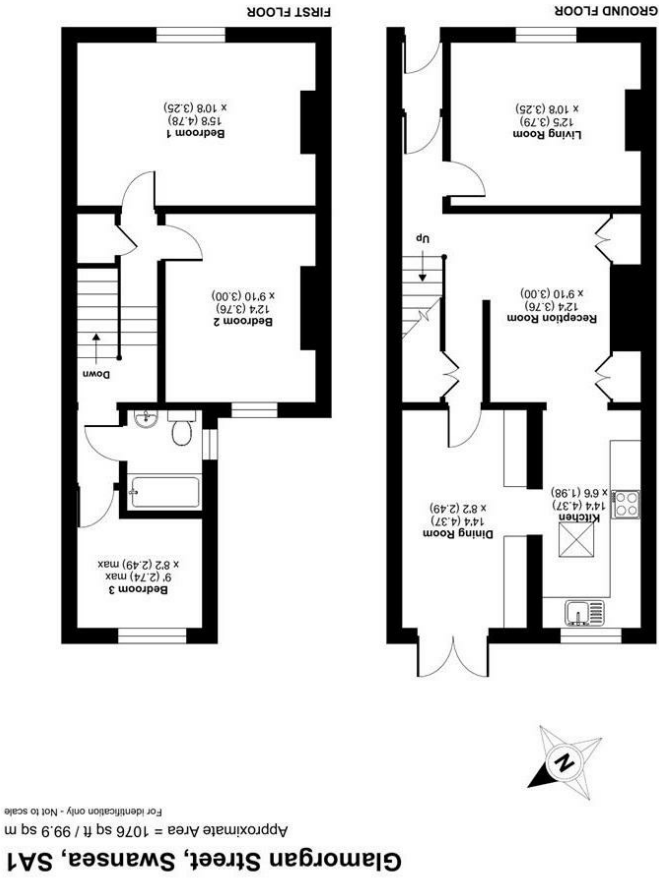 Glamorgan Street, Swansea, SA1
Approximate Area = 1076 sq ft / 99.9 sq m
For identification only - Not to scale
N
Dining Room
14'4 (4.37)
x 8'2 (2.49)
Kitchen
14'4 (4.37)
x 6'6 (1.98)
Reception Room
12'4 (3.76)
x 9'10 (3.00)
Up
Living Room
12'5 (3.79)
x 10'8 (3.25)
GROUND FLOOR
Bedroom 3
9' (2.74) max
x 8'2 (2.49) max
Down
Bedroom 2
12'4 (3.76)
x 9'10 (3.00)
Bedroom 1
15'8 (4.78)
x 10'8 (3.25)
FIRST FLOOR